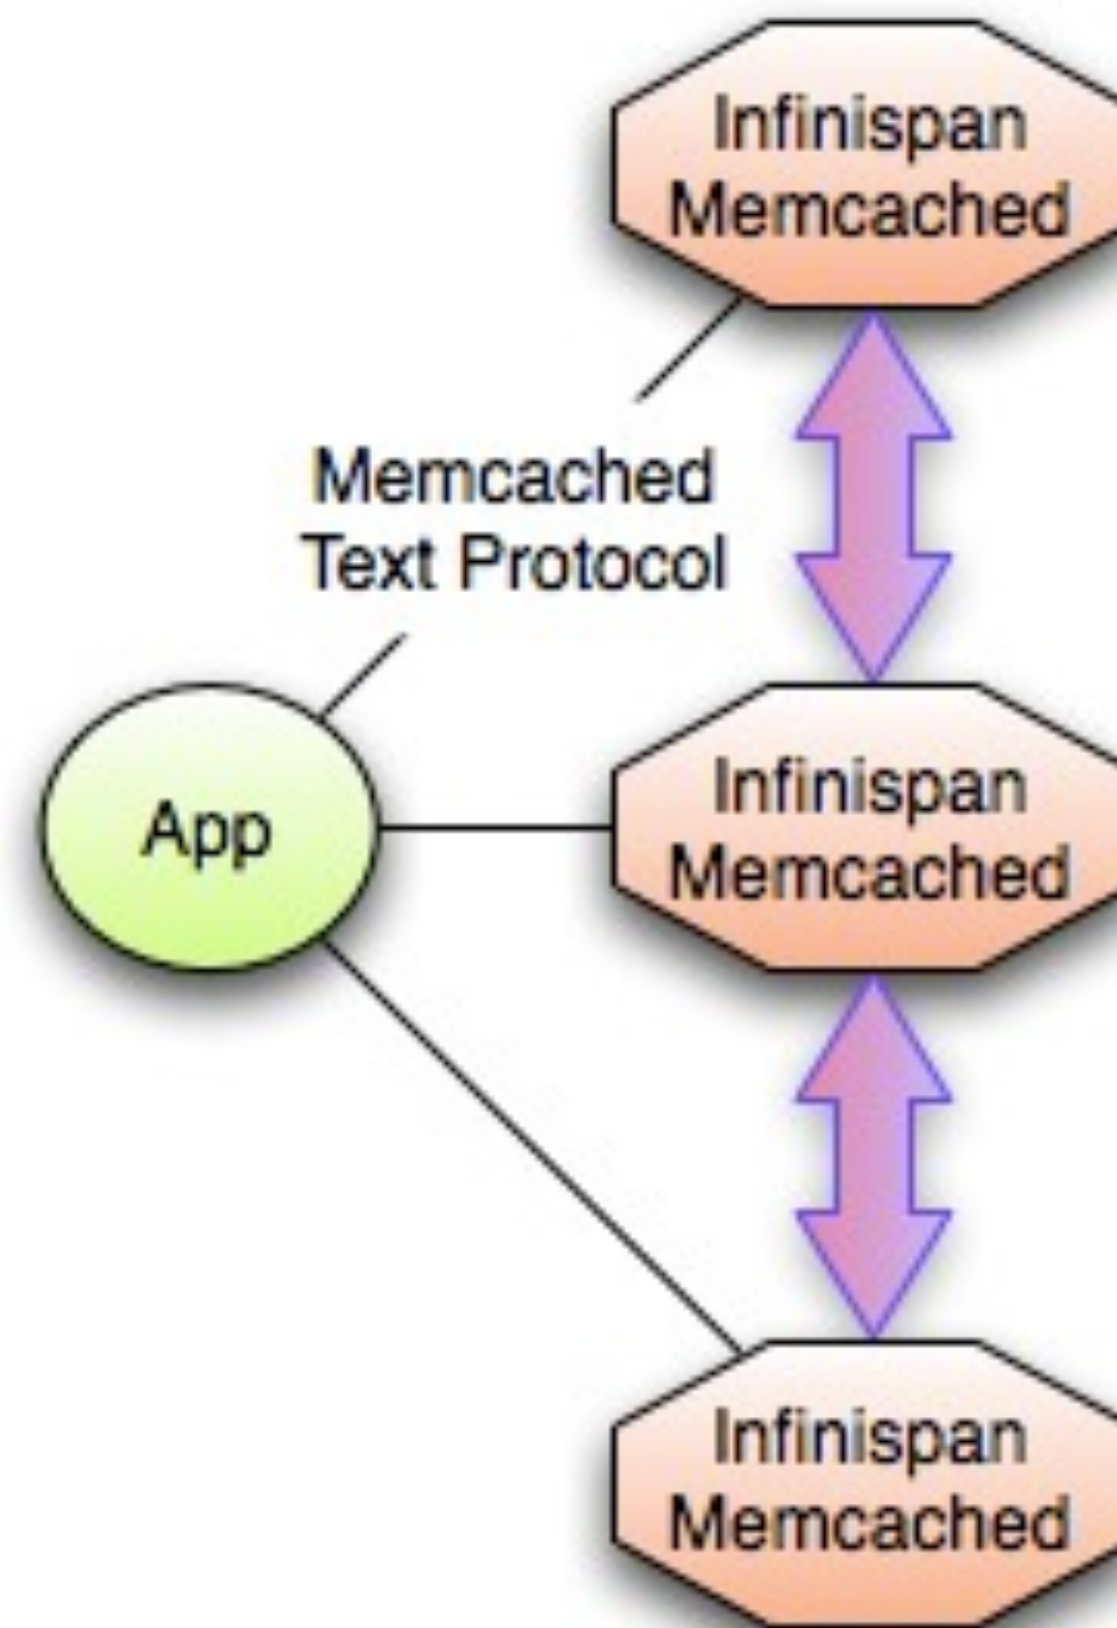 Infinispan
Memcached
Memcached
Text Protocol
App
Infinispan
Memcached
Infinispan
Memcached